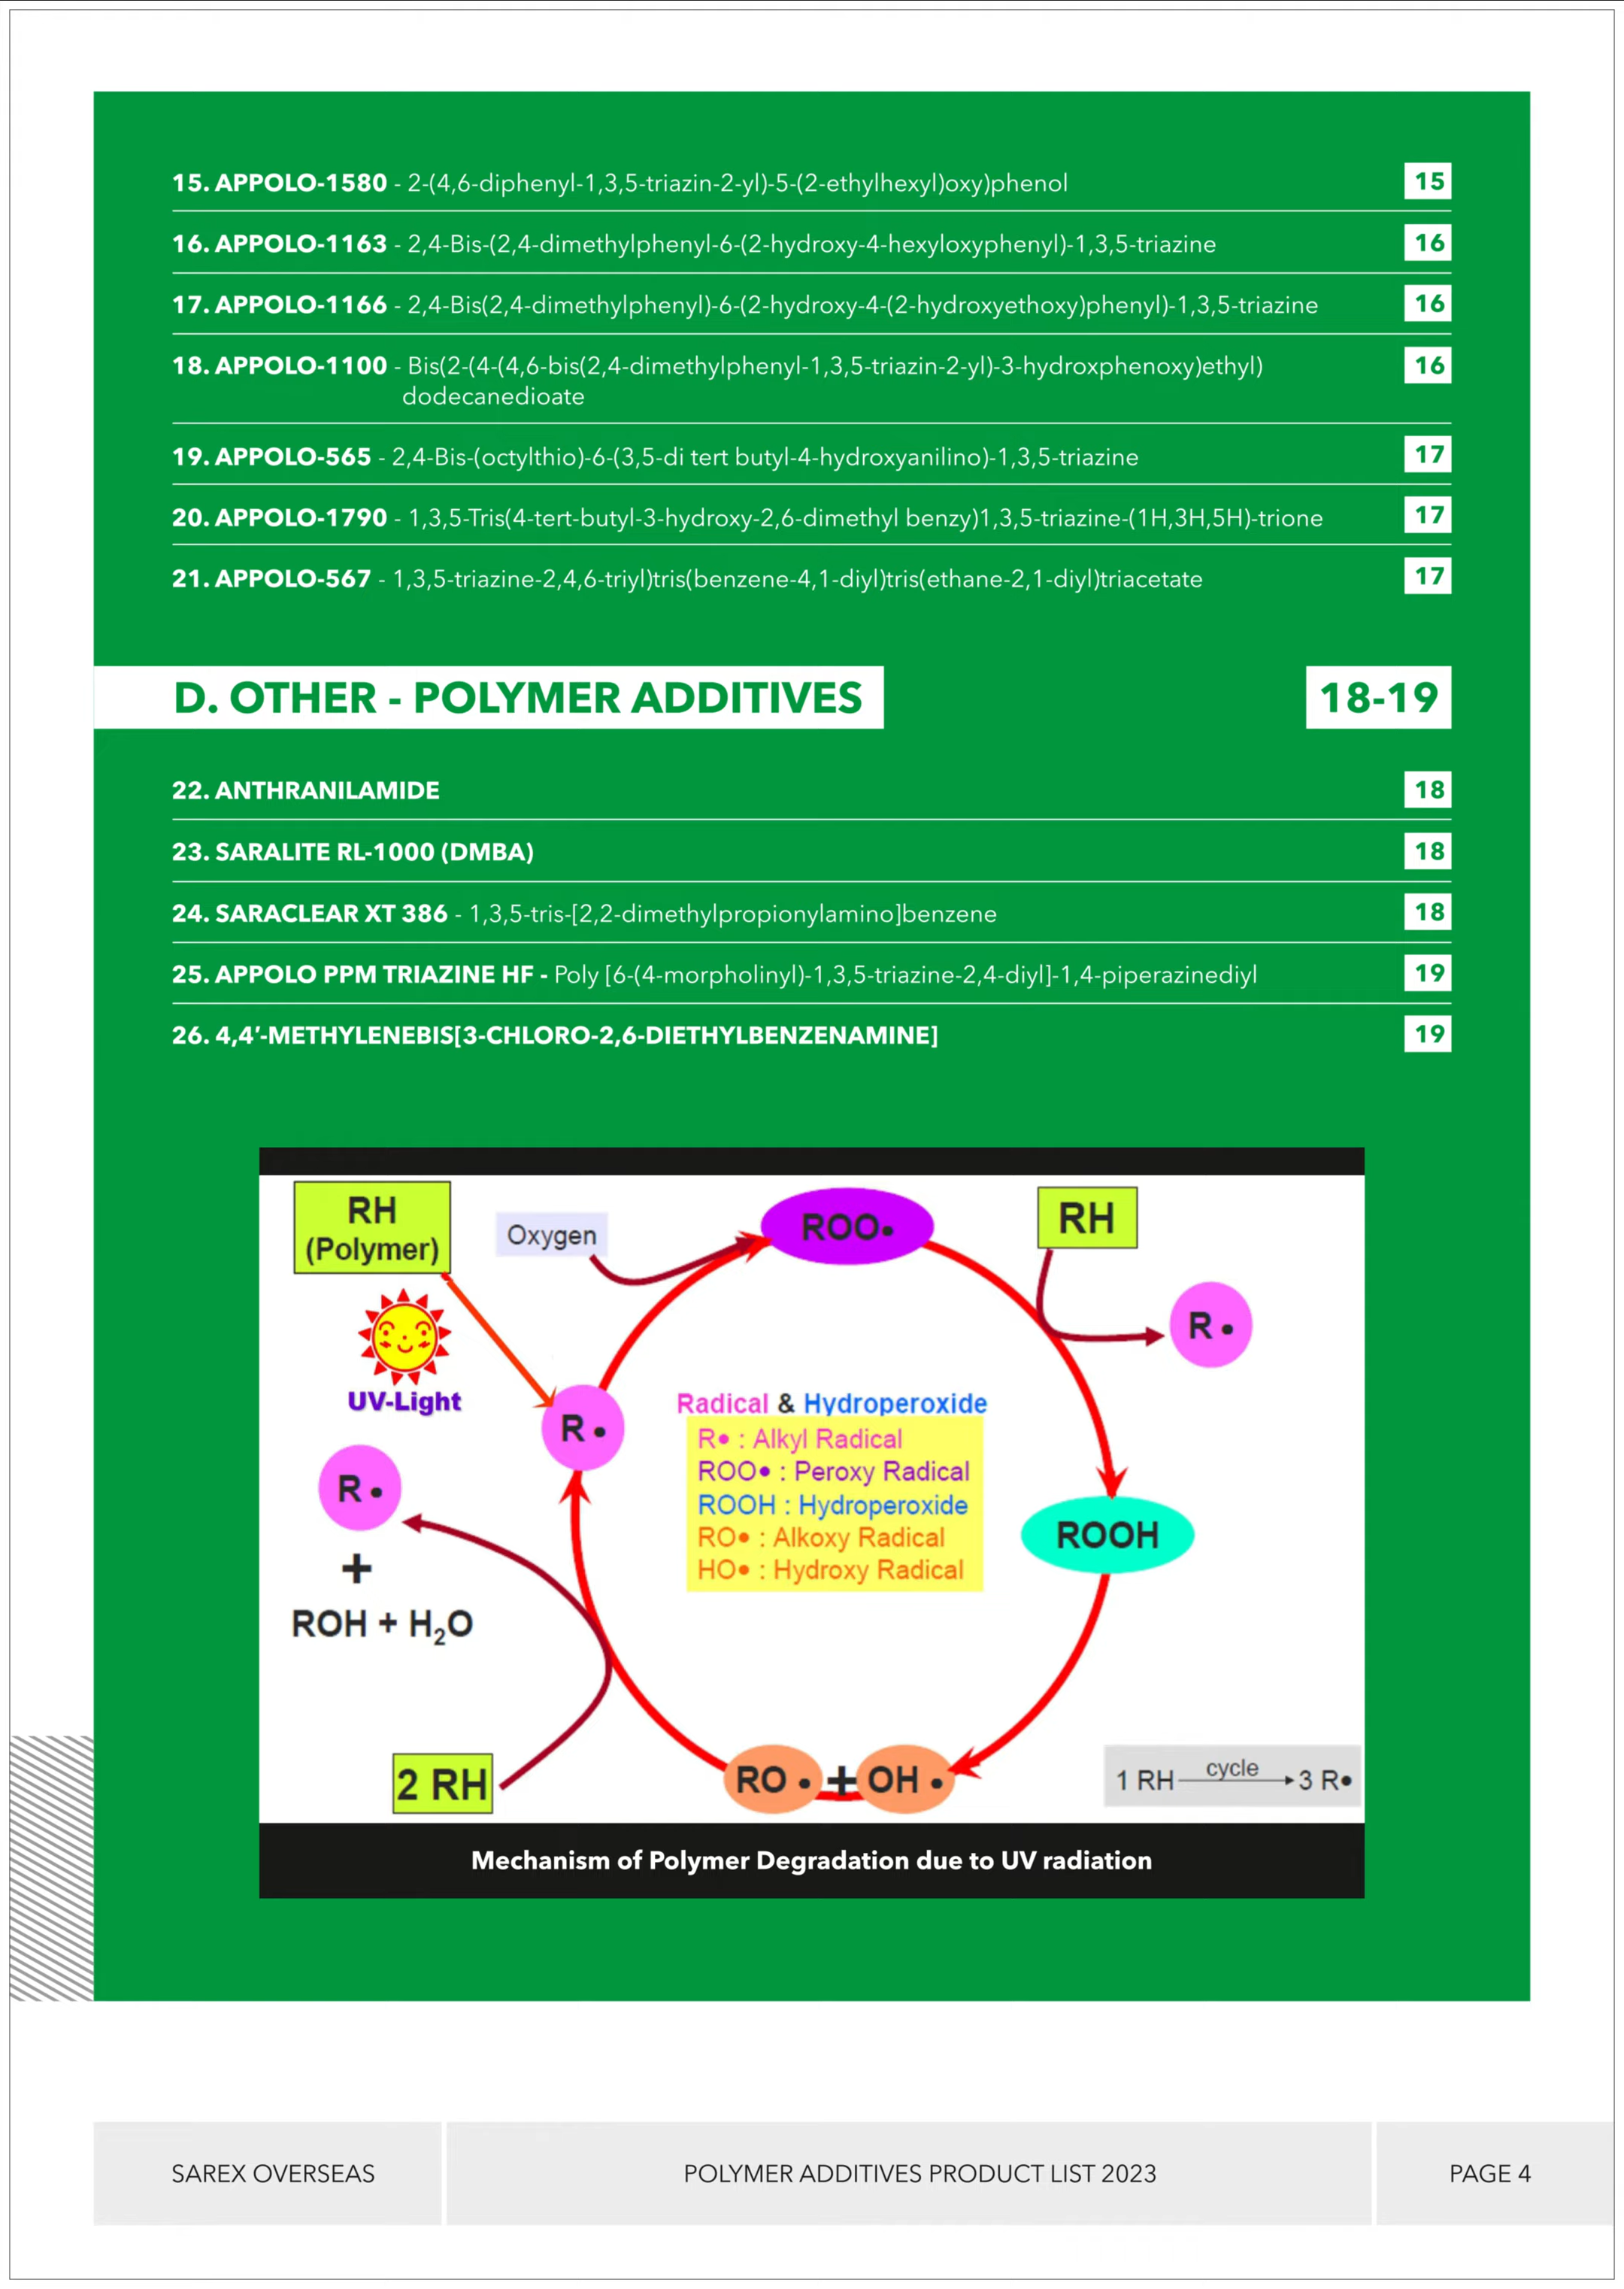 15. APPOLO-1580 - 2-(4,6-diphenyl-1,3,5-triazin-2-yl)-5-(2-ethylhexyl)oxy)phenol 15
16. APPOLO-1163 - 2,4-Bis-(2,4-dimethylphenyl-6-(2-hydroxy-4-hexyloxyphenyl)-1,3,5-triazine 16
17. APPOLO-1166 - 2,4-Bis(2,4-dimethylphenyl)-6-(2-hydroxy-4-(2-hydroxyethoxy)phenyl)-1,3,5-triazine 16
18. APPOLO-1100 - Bis(2-(4-(4,6-bis(2,4-dimethylphenyl-1,3,5-triazin-2-yl)-3-hydroxphenoxy)ethyl) 16
dodecanedioate
19. APPOLO-565 - 2,4-Bis-(octylthio)-6-(3,5-di tert butyl-4-hydroxyanilino)-1,3,5-triazine 17
20. APPOLO-1790 - 1,3,5-Tris(4-tert-butyl-3-hydroxy-2,6-dimethyl benzy)1,3,5-triazine-(1H,3H,5H)-trione 17
21. APPOLO-567 - 1,3,5-triazine-2,4,6-triyl)tris(benzene-4,1-diyl)tris(ethane-2,1-diyl)triacetate 17
D. OTHER - POLYMER ADDITIVES 18-19
22. ANTHRANILAMIDE 18
23. SARALITE RL-1000 (DMBA) 18
24. SARACLEAR XT 386 - 1,3,5-tris-[2,2-dimethylpropionylamino]benzene 18
25. APPOLO PPM TRIAZINE HF - Poly [6-(4-morpholinyl)-1,3,5-triazine-2,4-diyl]-1,4-piperazinediyl 19
26. 4,4′-METHYLENEBIS[3-CHLORO-2,6-DIETHYLBENZENAMINE] 19
RH
(Polymer)
Oxygen
ROO•
RH
R •
UV-Light
R •
Radical & Hydroperoxide
R• : Alkyl Radical
ROO• : Peroxy Radical
ROOH : Hydroperoxide
RO• : Alkoxy Radical
HO• : Hydroxy Radical
R •
+
ROH + H₂O
ROOH
2 RH
RO • + OH •
1 RH cycle 3 R•
Mechanism of Polymer Degradation due to UV radiation
SAREX OVERSEAS
POLYMER ADDITIVES PRODUCT LIST 2023
PAGE 4